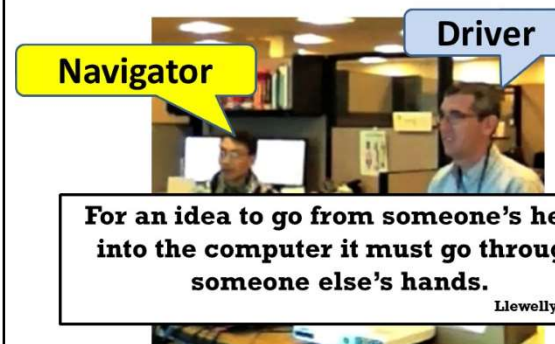 Driver
Navigator
For an idea to go from someone's he
into the computer it must go throug
someone else's hands.
Llewelly